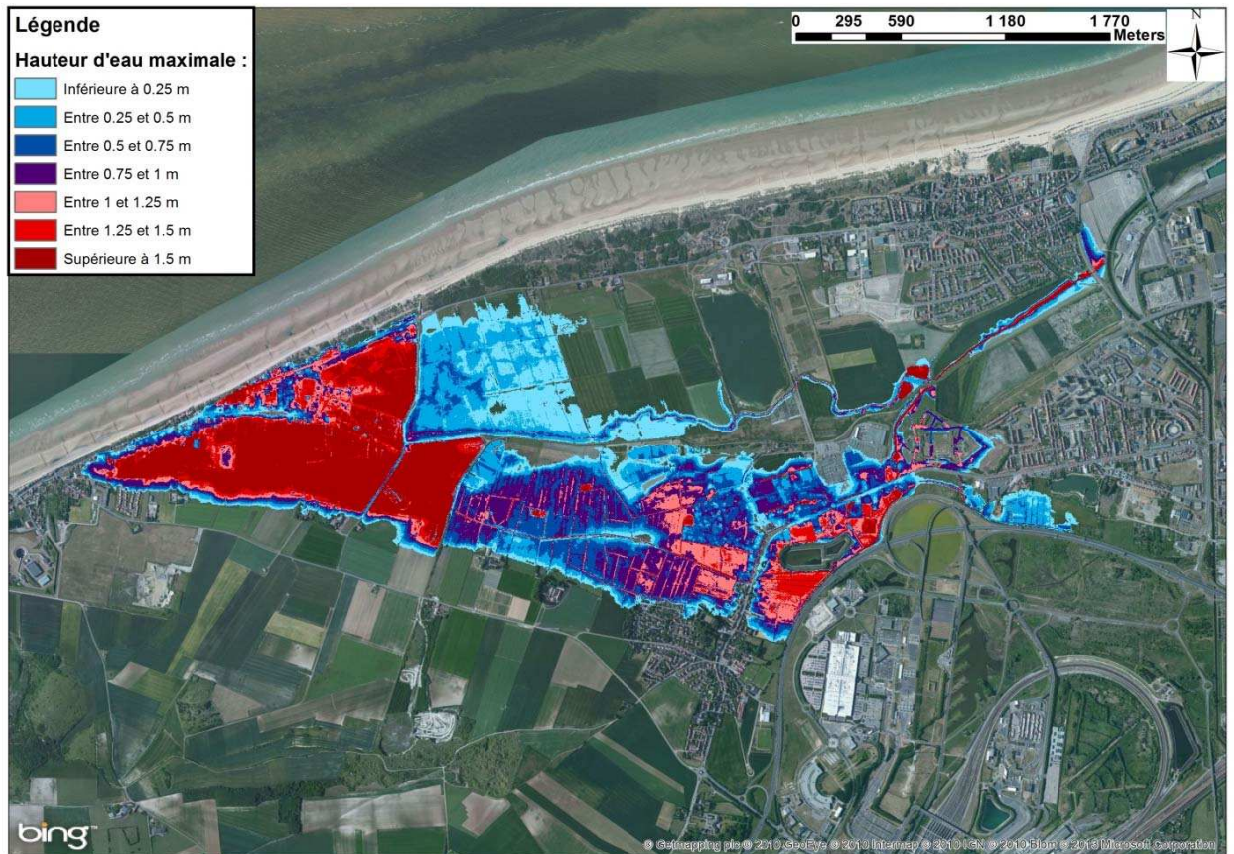 Légende
Hauteur d'eau maximale :
Inférieure à 0.25 m
Entre 0.25 et 0.5 m
Entre 0.5 et 0.75 m
Entre 0.75 et 1 m
Entre 1 et 1.25 m
Entre 1.25 et 1.5 m
Supérieure à 1.5 m
0 295 590 1 180 1 770
Meters
N
bing™
© Getmapping plc © 2010 GeoEye © 2010 Intermap © 2010 IGN © 2010 Blom © 2013 Microsoft Corporation